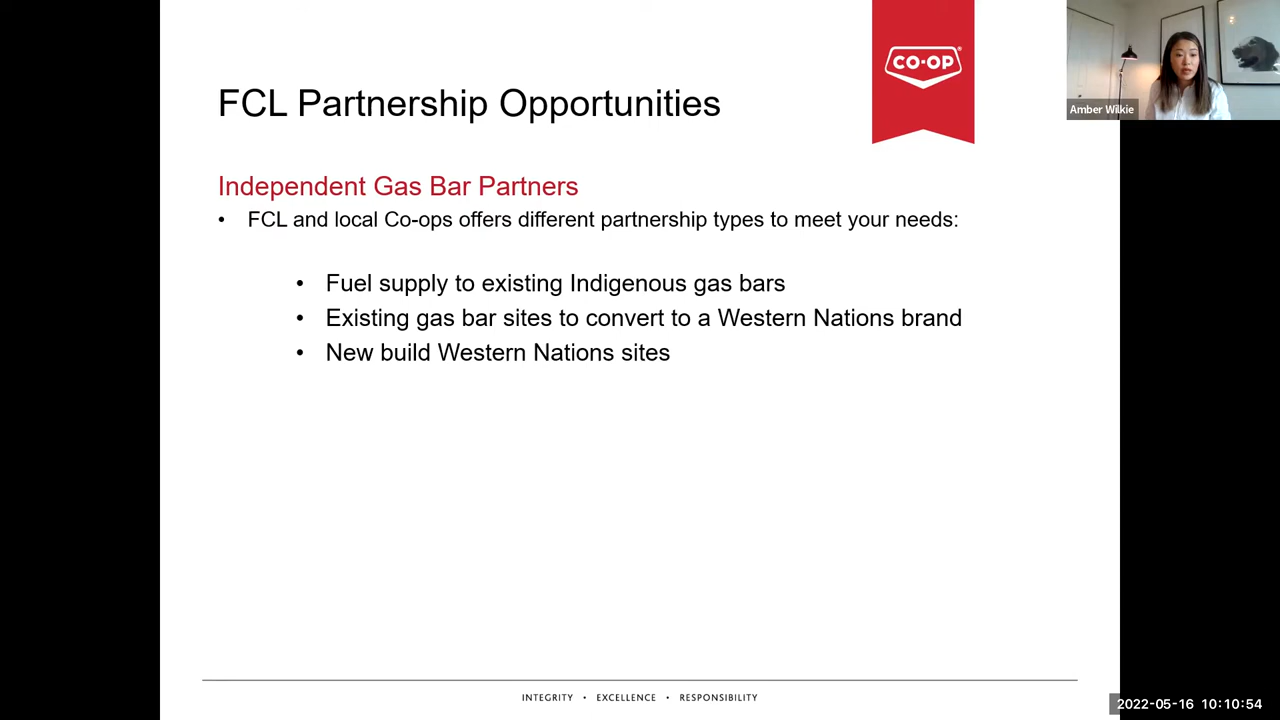 CO-OP®
Amber Wilkie
FCL Partnership Opportunities
Independent Gas Bar Partners
• FCL and local Co-ops offers different partnership types to meet your needs:
• Fuel supply to existing Indigenous gas bars
• Existing gas bar sites to convert to a Western Nations brand
• New build Western Nations sites
INTEGRITY • EXCELLENCE • RESPONSIBILITY
2022-05-16 10:10:54